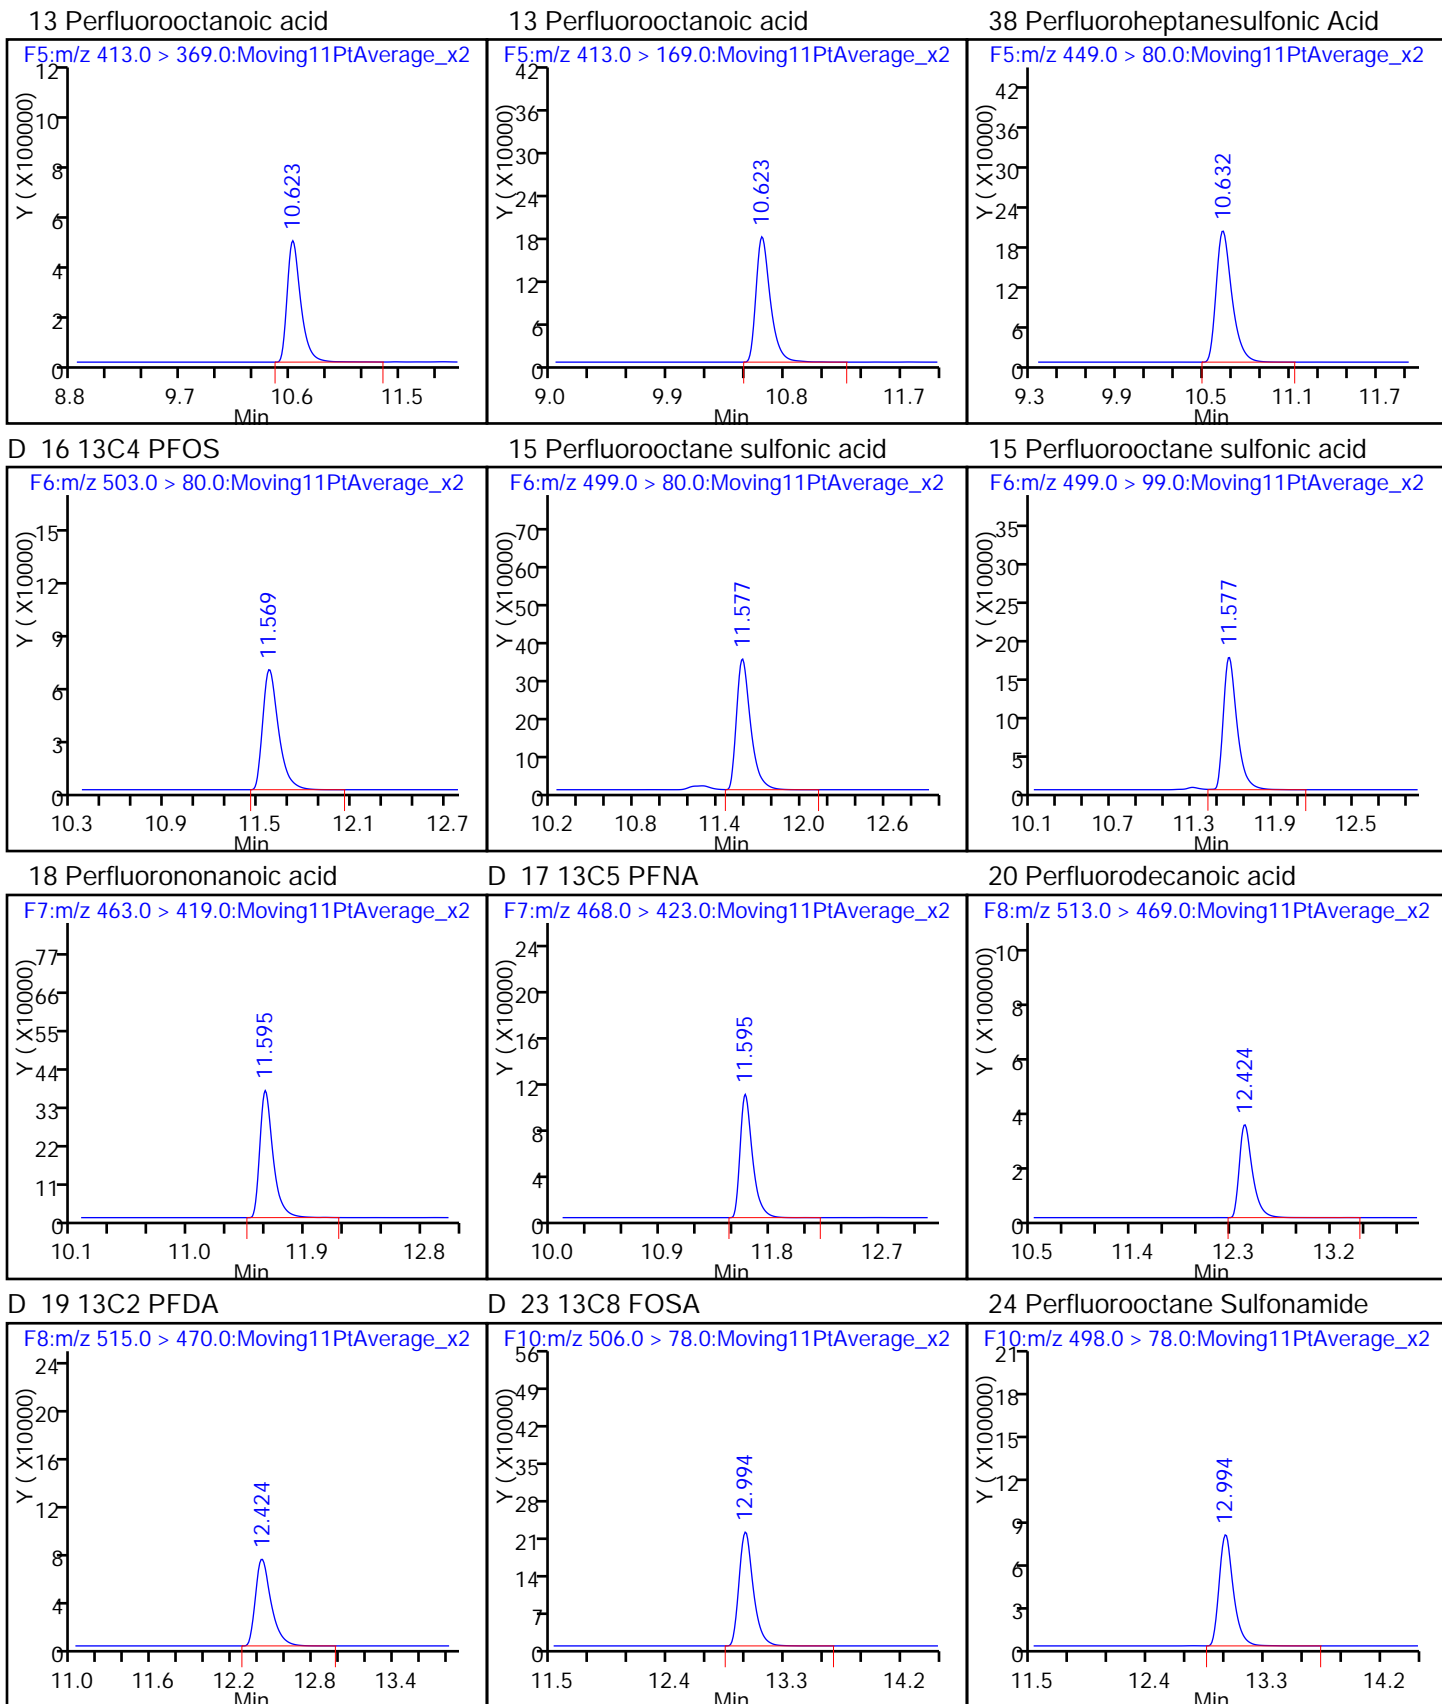 13 Perfluorooctanoic acid
F5:m/z 413.0 > 369.0:Moving11PtAverage_x2
Y ( X100000)
12
10
8
6
4
2
0
10.623
8.8 9.7 10.6 11.5
Min
13 Perfluorooctanoic acid
F5:m/z 413.0 > 169.0:Moving11PtAverage_x2
Y ( X100000)
42
36
30
24
18
12
6
0
10.623
9.0 9.9 10.8 11.7
Min
38 Perfluoroheptanesulfonic Acid
F5:m/z 449.0 > 80.0:Moving11PtAverage_x2
Y ( X10000)
42
36
30
24
18
12
6
0
10.632
9.3 9.9 10.5 11.1 11.7
Min
D 16 13C4 PFOS
F6:m/z 503.0 > 80.0:Moving11PtAverage_x2
Y ( X10000)
15
12
9
6
3
0
11.569
10.3 10.9 11.5 12.1 12.7
Min
15 Perfluorooctane sulfonic acid
F6:m/z 499.0 > 80.0:Moving11PtAverage_x2
Y ( X10000)
70
60
50
40
30
20
10
0
11.577
10.2 10.8 11.4 12.0 12.6
Min
15 Perfluorooctane sulfonic acid
F6:m/z 499.0 > 99.0:Moving11PtAverage_x2
Y ( X10000)
35
30
25
20
15
10
5
0
11.577
10.1 10.7 11.3 11.9 12.5
Min
18 Perfluorononanoic acid
F7:m/z 463.0 > 419.0:Moving11PtAverage_x2
Y ( X10000)
77
66
55
44
33
22
11
0
11.595
10.1 11.0 11.9 12.8
Min
D 17 13C5 PFNA
F7:m/z 468.0 > 423.0:Moving11PtAverage_x2
Y ( X100000)
24
20
16
12
8
4
0
11.595
10.0 10.9 11.8 12.7
Min
20 Perfluorodecanoic acid
F8:m/z 513.0 > 469.0:Moving11PtAverage_x2
Y ( X100000)
10
8
6
4
2
0
12.424
10.5 11.4 12.3 13.2
Min
D 19 13C2 PFDA
F8:m/z 515.0 > 470.0:Moving11PtAverage_x2
Y ( X100000)
24
20
16
12
8
4
0
12.424
11.0 11.6 12.2 12.8 13.4
Min
D 23 13C8 FOSA
F10:m/z 506.0 > 78.0:Moving11PtAverage_x2
Y ( X100000)
56
49
42
35
28
21
14
7
0
12.994
11.5 12.4 13.3 14.2
Min
24 Perfluorooctane Sulfonamide
F10:m/z 498.0 > 78.0:Moving11PtAverage_x2
Y ( X100000)
21
18
15
12
9
6
3
0
12.994
11.5 12.4 13.3 14.2
Min